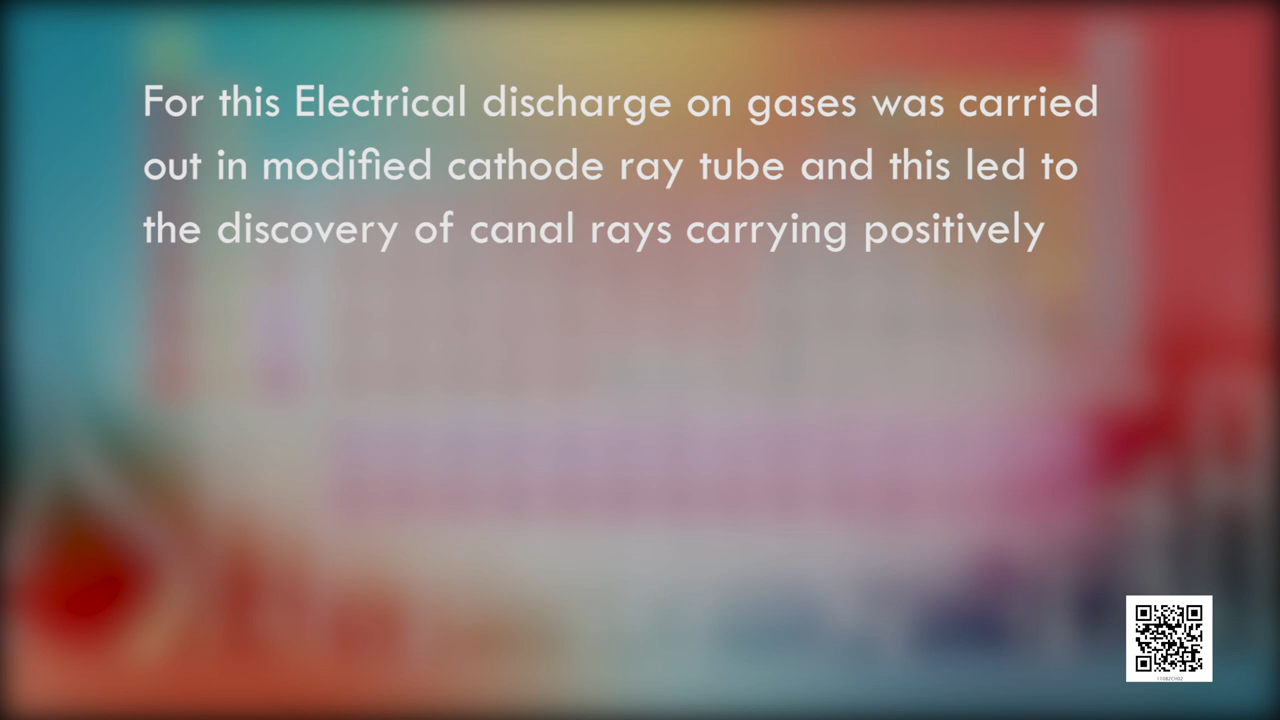 For this Electrical discharge on gases was carried
out in modified cathode ray tube and this led to
the discovery of canal rays carrying positively